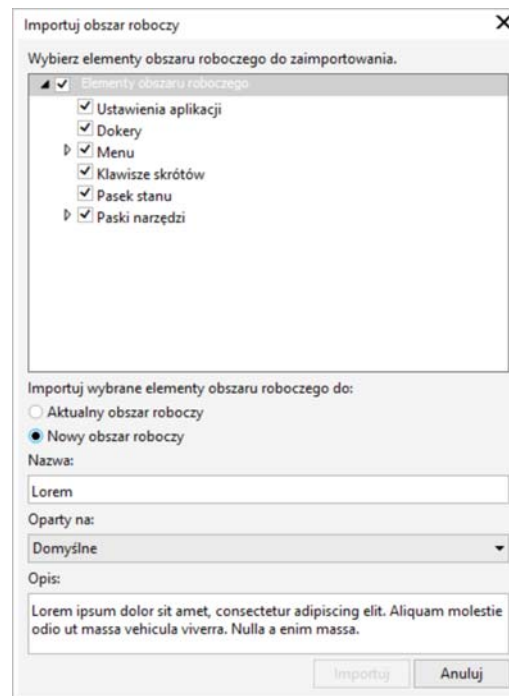 Importuj obszar roboczy
Wybierz elementy obszaru roboczego do zaimportowania.
Elementy obszaru roboczego
Ustawienia aplikacji
Dokery
Menu
Klawisze skrótów
Pasek stanu
Paski narzędzi
Importuj wybrane elementy obszaru roboczego do:
Aktualny obszar roboczy
Nowy obszar roboczy
Nazwa:
Lorem
Oparty na:
Domyślne
Opis:
Lorem ipsum dolor sit amet, consectetur adipiscing elit. Aliquam molestie
odio ut massa vehicula viverra. Nulla a enim massa.
Importuj Anuluj